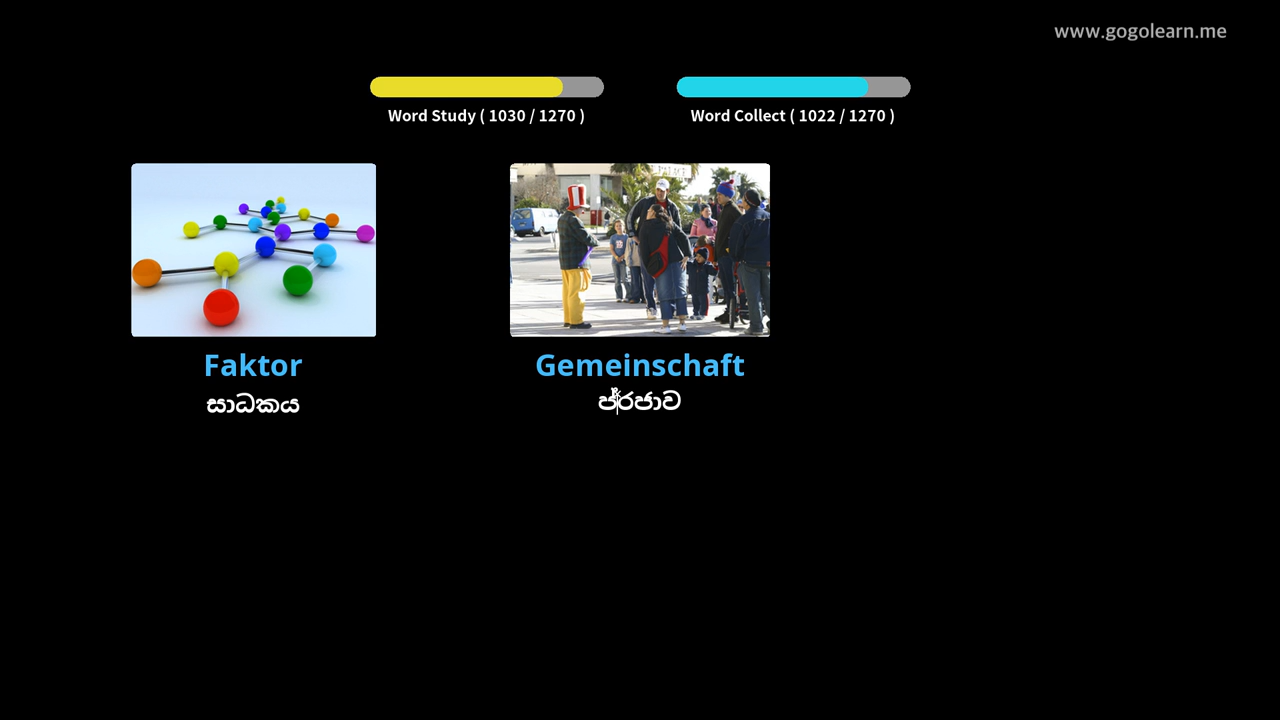 www.gogolearn.me
Word Study ( 1030 / 1270 )
Word Collect ( 1022 / 1270 )
Faktor
සාධකය
Gemeinschaft
ප්‍රජාව